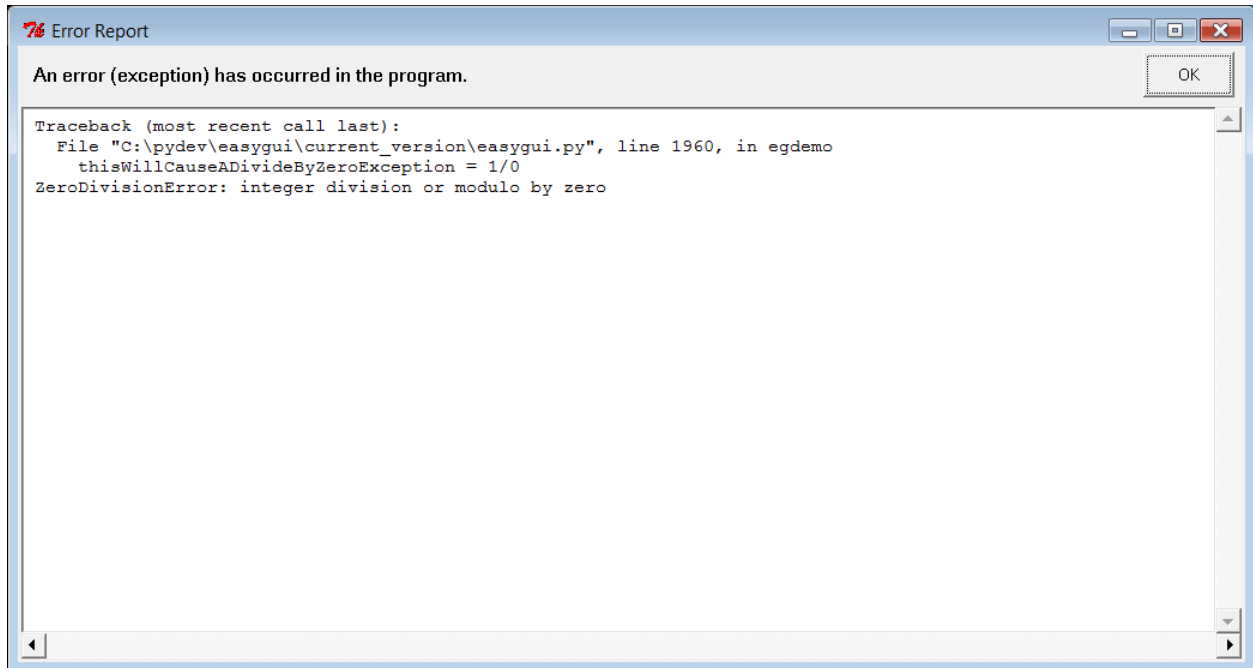 Error Report
An error (exception) has occurred in the program.
OK
Traceback (most recent call last):
  File "C:\pydev\easygui\current_version\easygui.py", line 1960, in egdemo
    thisWillCauseADivideByZeroException = 1/0
ZeroDivisionError: integer division or modulo by zero